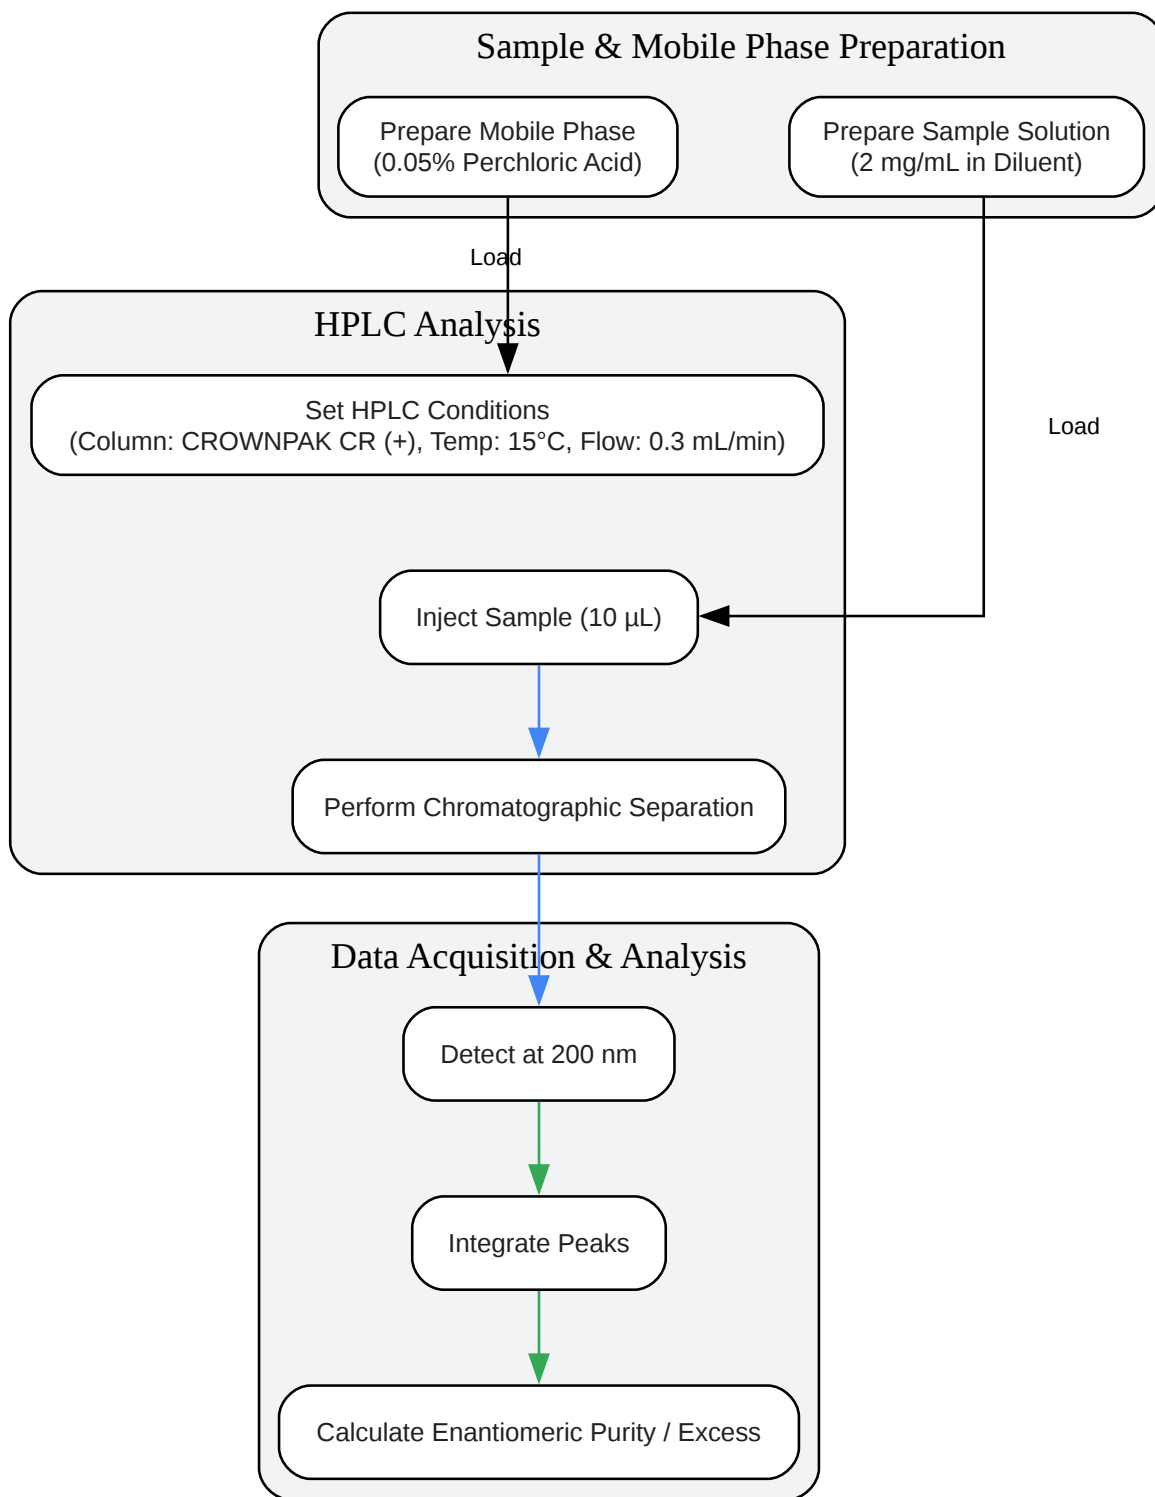 Sample & Mobile Phase Preparation
Prepare Mobile Phase
(0.05% Perchloric Acid)
Prepare Sample Solution
(2 mg/mL in Diluent)
Load
HPLC Analysis
Set HPLC Conditions
(Column: CROWNPAK CR (+), Temp: 15°C, Flow: 0.3 mL/min)
Load
Inject Sample (10 µL)
Perform Chromatographic Separation
Data Acquisition & Analysis
Detect at 200 nm
Integrate Peaks
Calculate Enantiomeric Purity / Excess